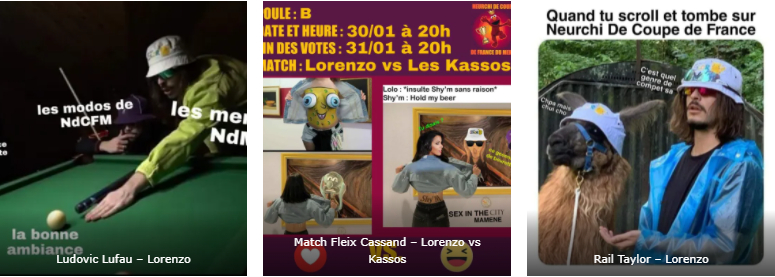 les modos de
NdCFM
les mem
NdM
la bonne
ambiance
Ludovic Lufau – Lorenzo
OULE : B
DATE ET HEURE : 30/01 à 20h
IN DES VOTES : 31/01 à 20h
MATCH : Lorenzo vs Les Kassos
NEURCHI DE COUPE
DE FRANCE DU
Lolo : *insulte Shy'm sans raison*
Shy'm : Hold my beer
SEX IN THE CITY
MAMENE
VS
Match Fleix Cassand – Lorenzo vs
Kassos
Quand tu scroll et tombe sur
Neurchi De Coupe de France
C'est quel
genre de
compet sa
Chpa mais
chui cho
Rail Taylor – Lorenzo